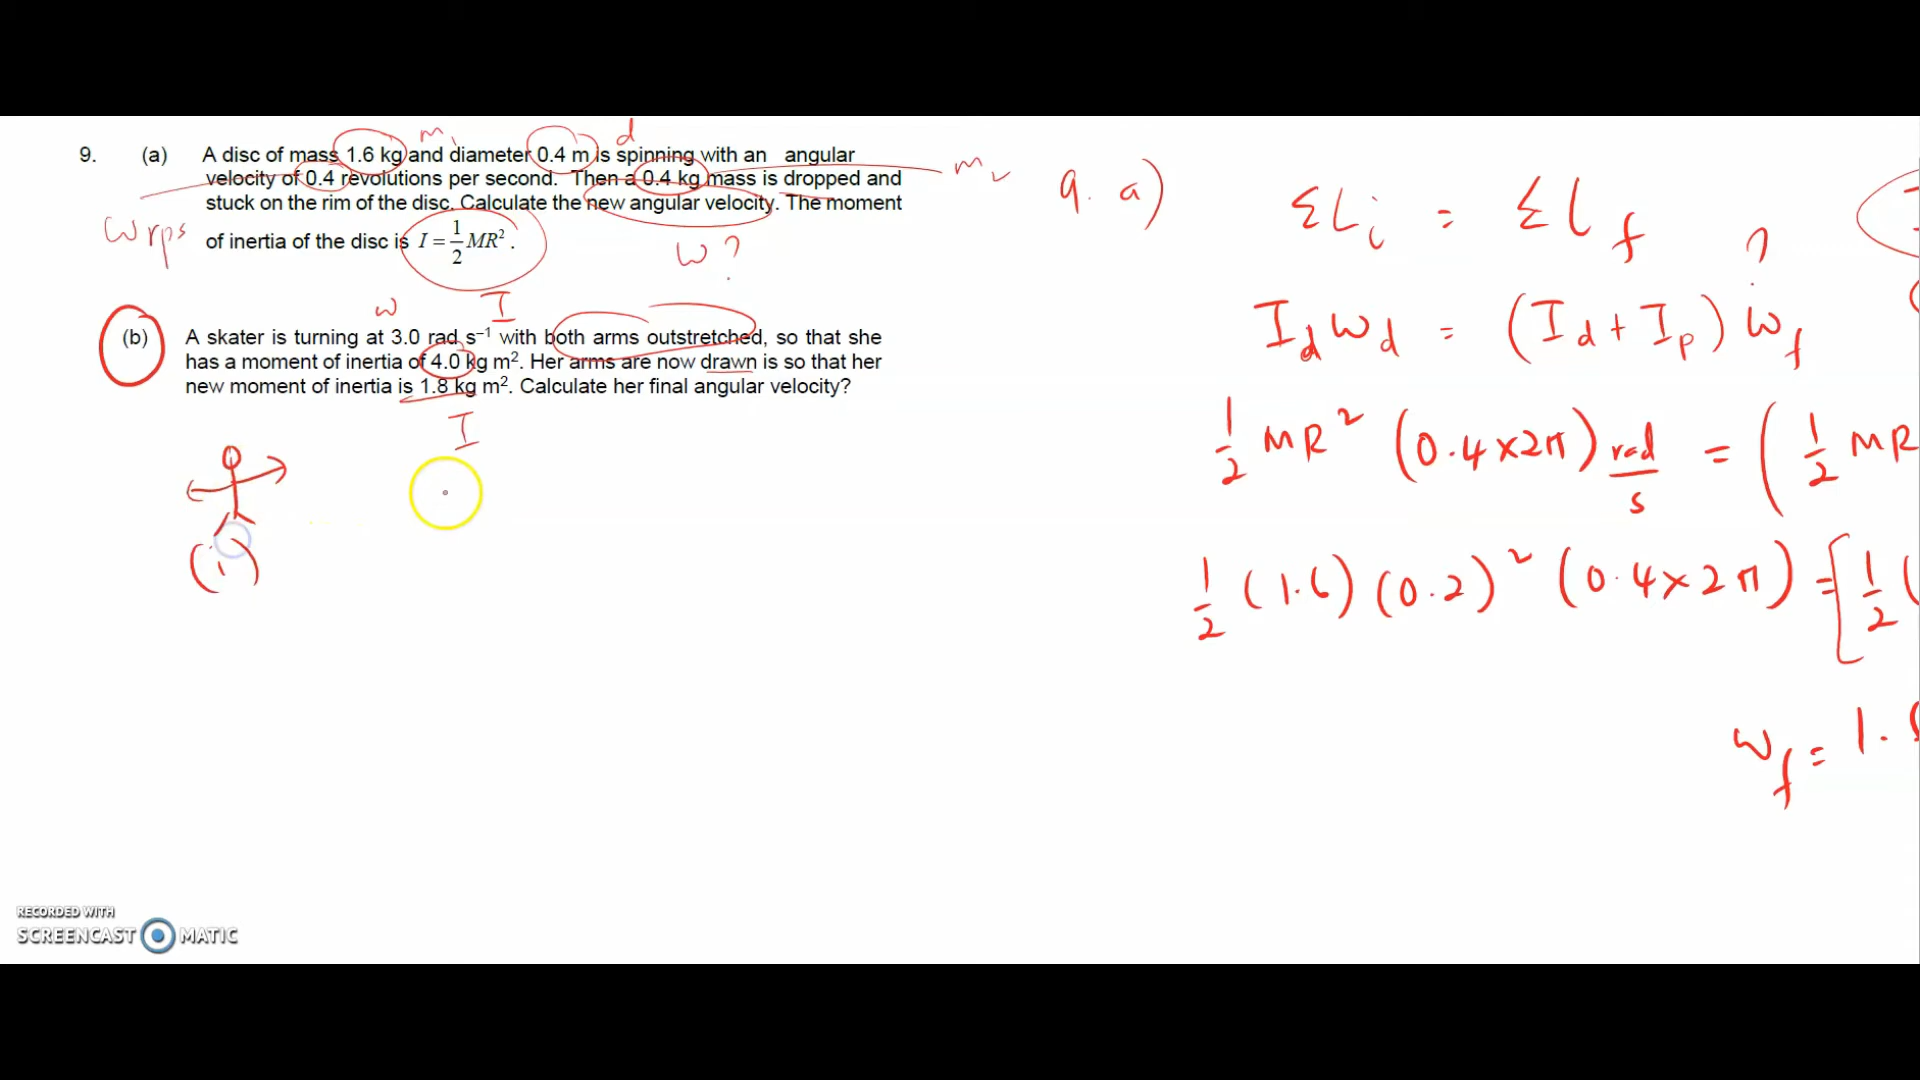 m1
d
9. (a) A disc of mass 1.6 kg and diameter 0.4 m is spinning with an angular
velocity of 0.4 revolutions per second. Then a 0.4 kg mass is dropped and
stuck on the rim of the disc. Calculate the new angular velocity. The moment
of inertia of the disc is I = 1/2 MR².
m2
ω rps
ω?
ω
I
(b) A skater is turning at 3.0 rad s⁻¹ with both arms outstretched, so that she
has a moment of inertia of 4.0 kg m². Her arms are now drawn is so that her
new moment of inertia is 1.8 kg m². Calculate her final angular velocity?
I
(i)
9. a) ΣLi = ΣLf
?
Id ωd = (Id + Ip) ωf
1/2 MR² (0.4×2π) rad/s = (1/2 MR
1/2 (1.6) (0.2)² (0.4×2π) = [1/2 (
ωf = 1.
RECORDED WITH
SCREENCAST MATIC